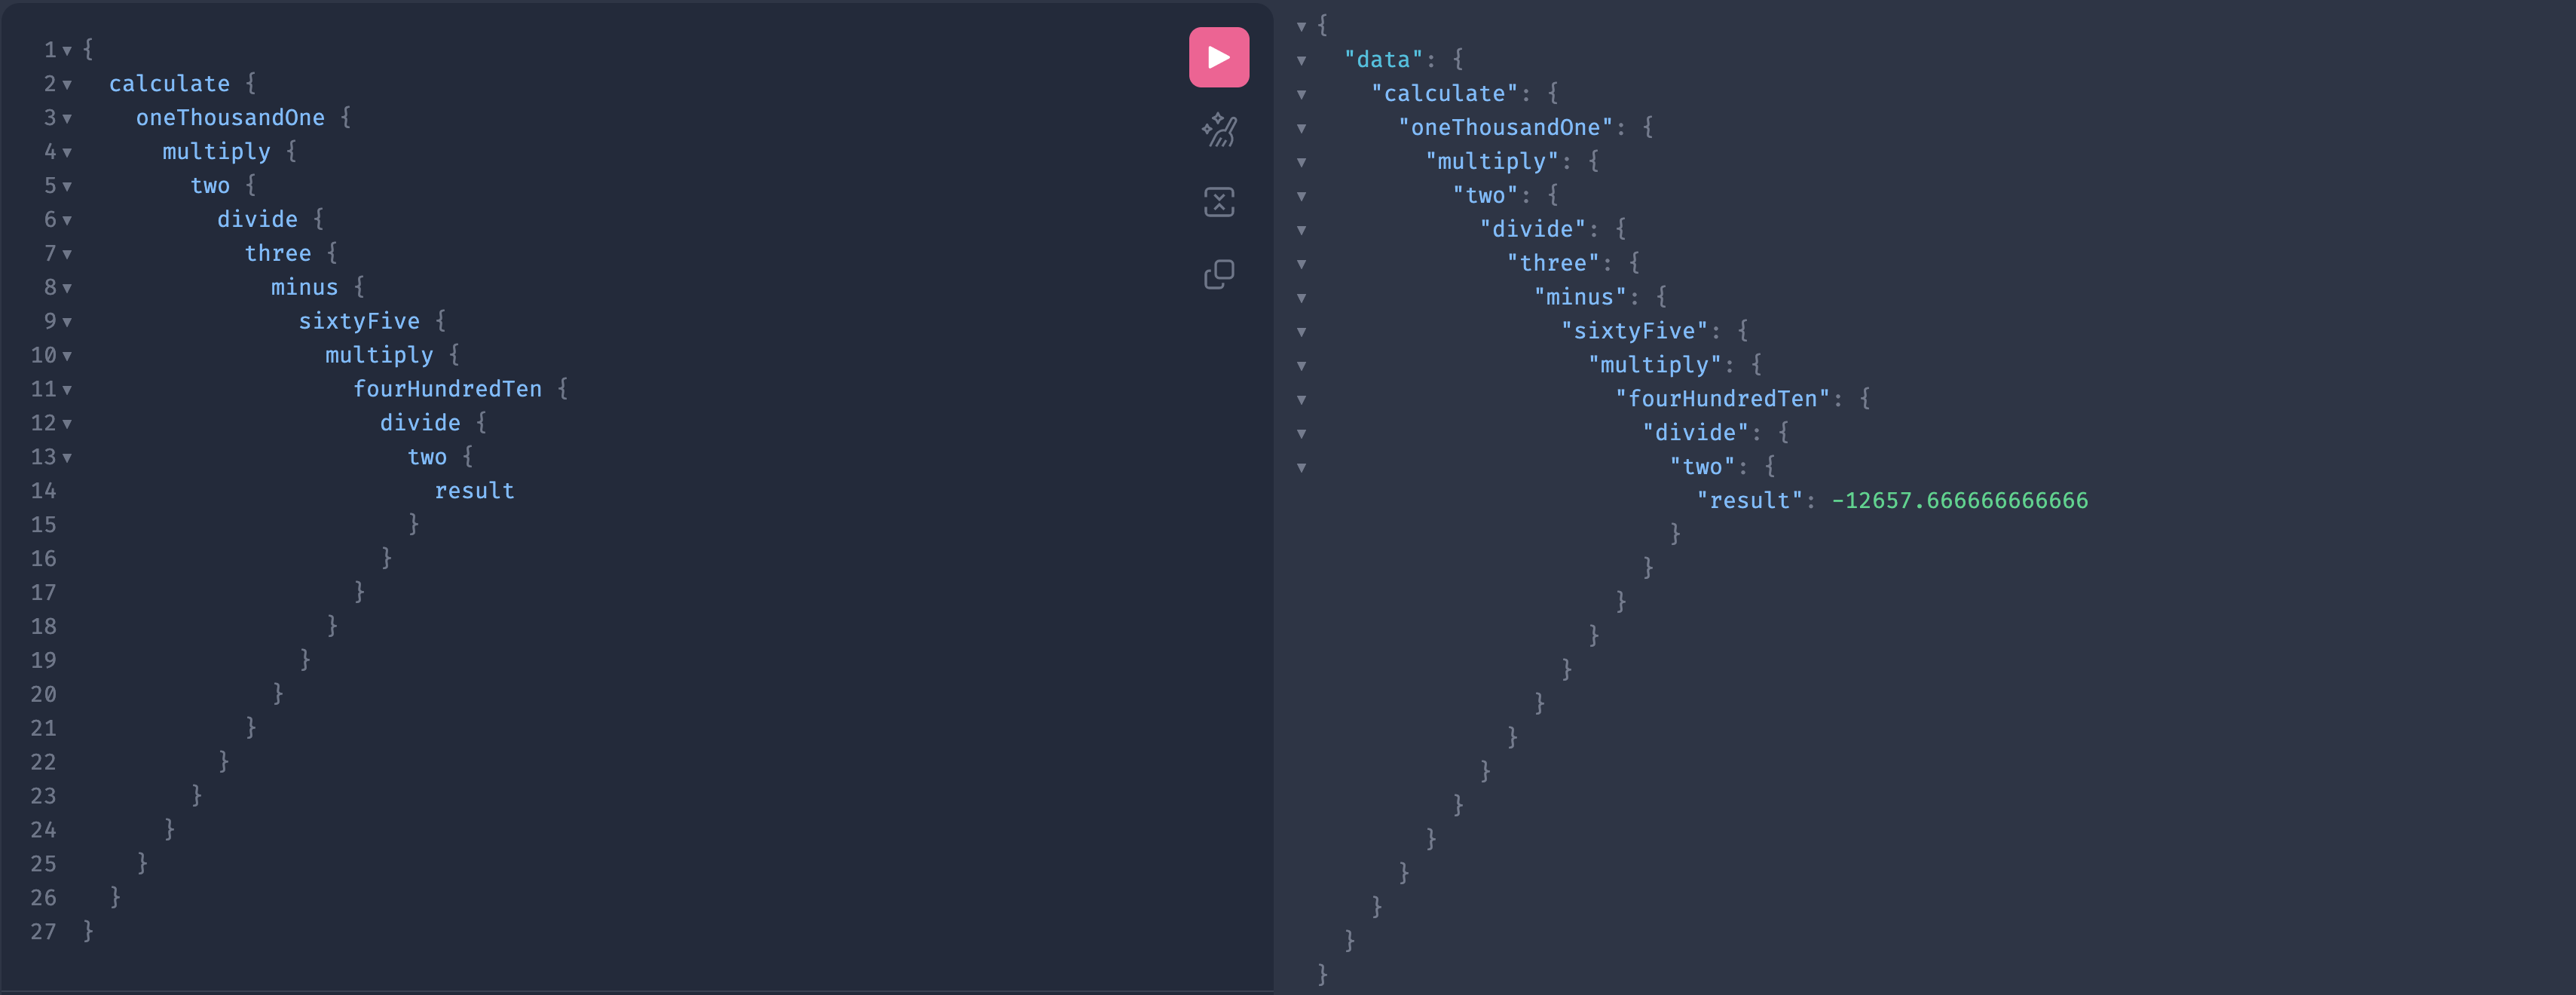 1 {
2 calculate {
3 oneThousandOne {
4 multiply {
5 two {
6 divide {
7 three {
8 minus {
9 sixtyFive {
10 multiply {
11 fourHundredTen {
12 divide {
13 two {
14 result
15 }
16 }
17 }
18 }
19 }
20 }
21 }
22 }
23 }
24 }
25 }
26 }
27 }
{
"data": {
"calculate": {
"oneThousandOne": {
"multiply": {
"two": {
"divide": {
"three": {
"minus": {
"sixtyFive": {
"multiply": {
"fourHundredTen": {
"divide": {
"two": {
"result": -12657.666666666666
}
}
}
}
}
}
}
}
}
}
}
}
}
}